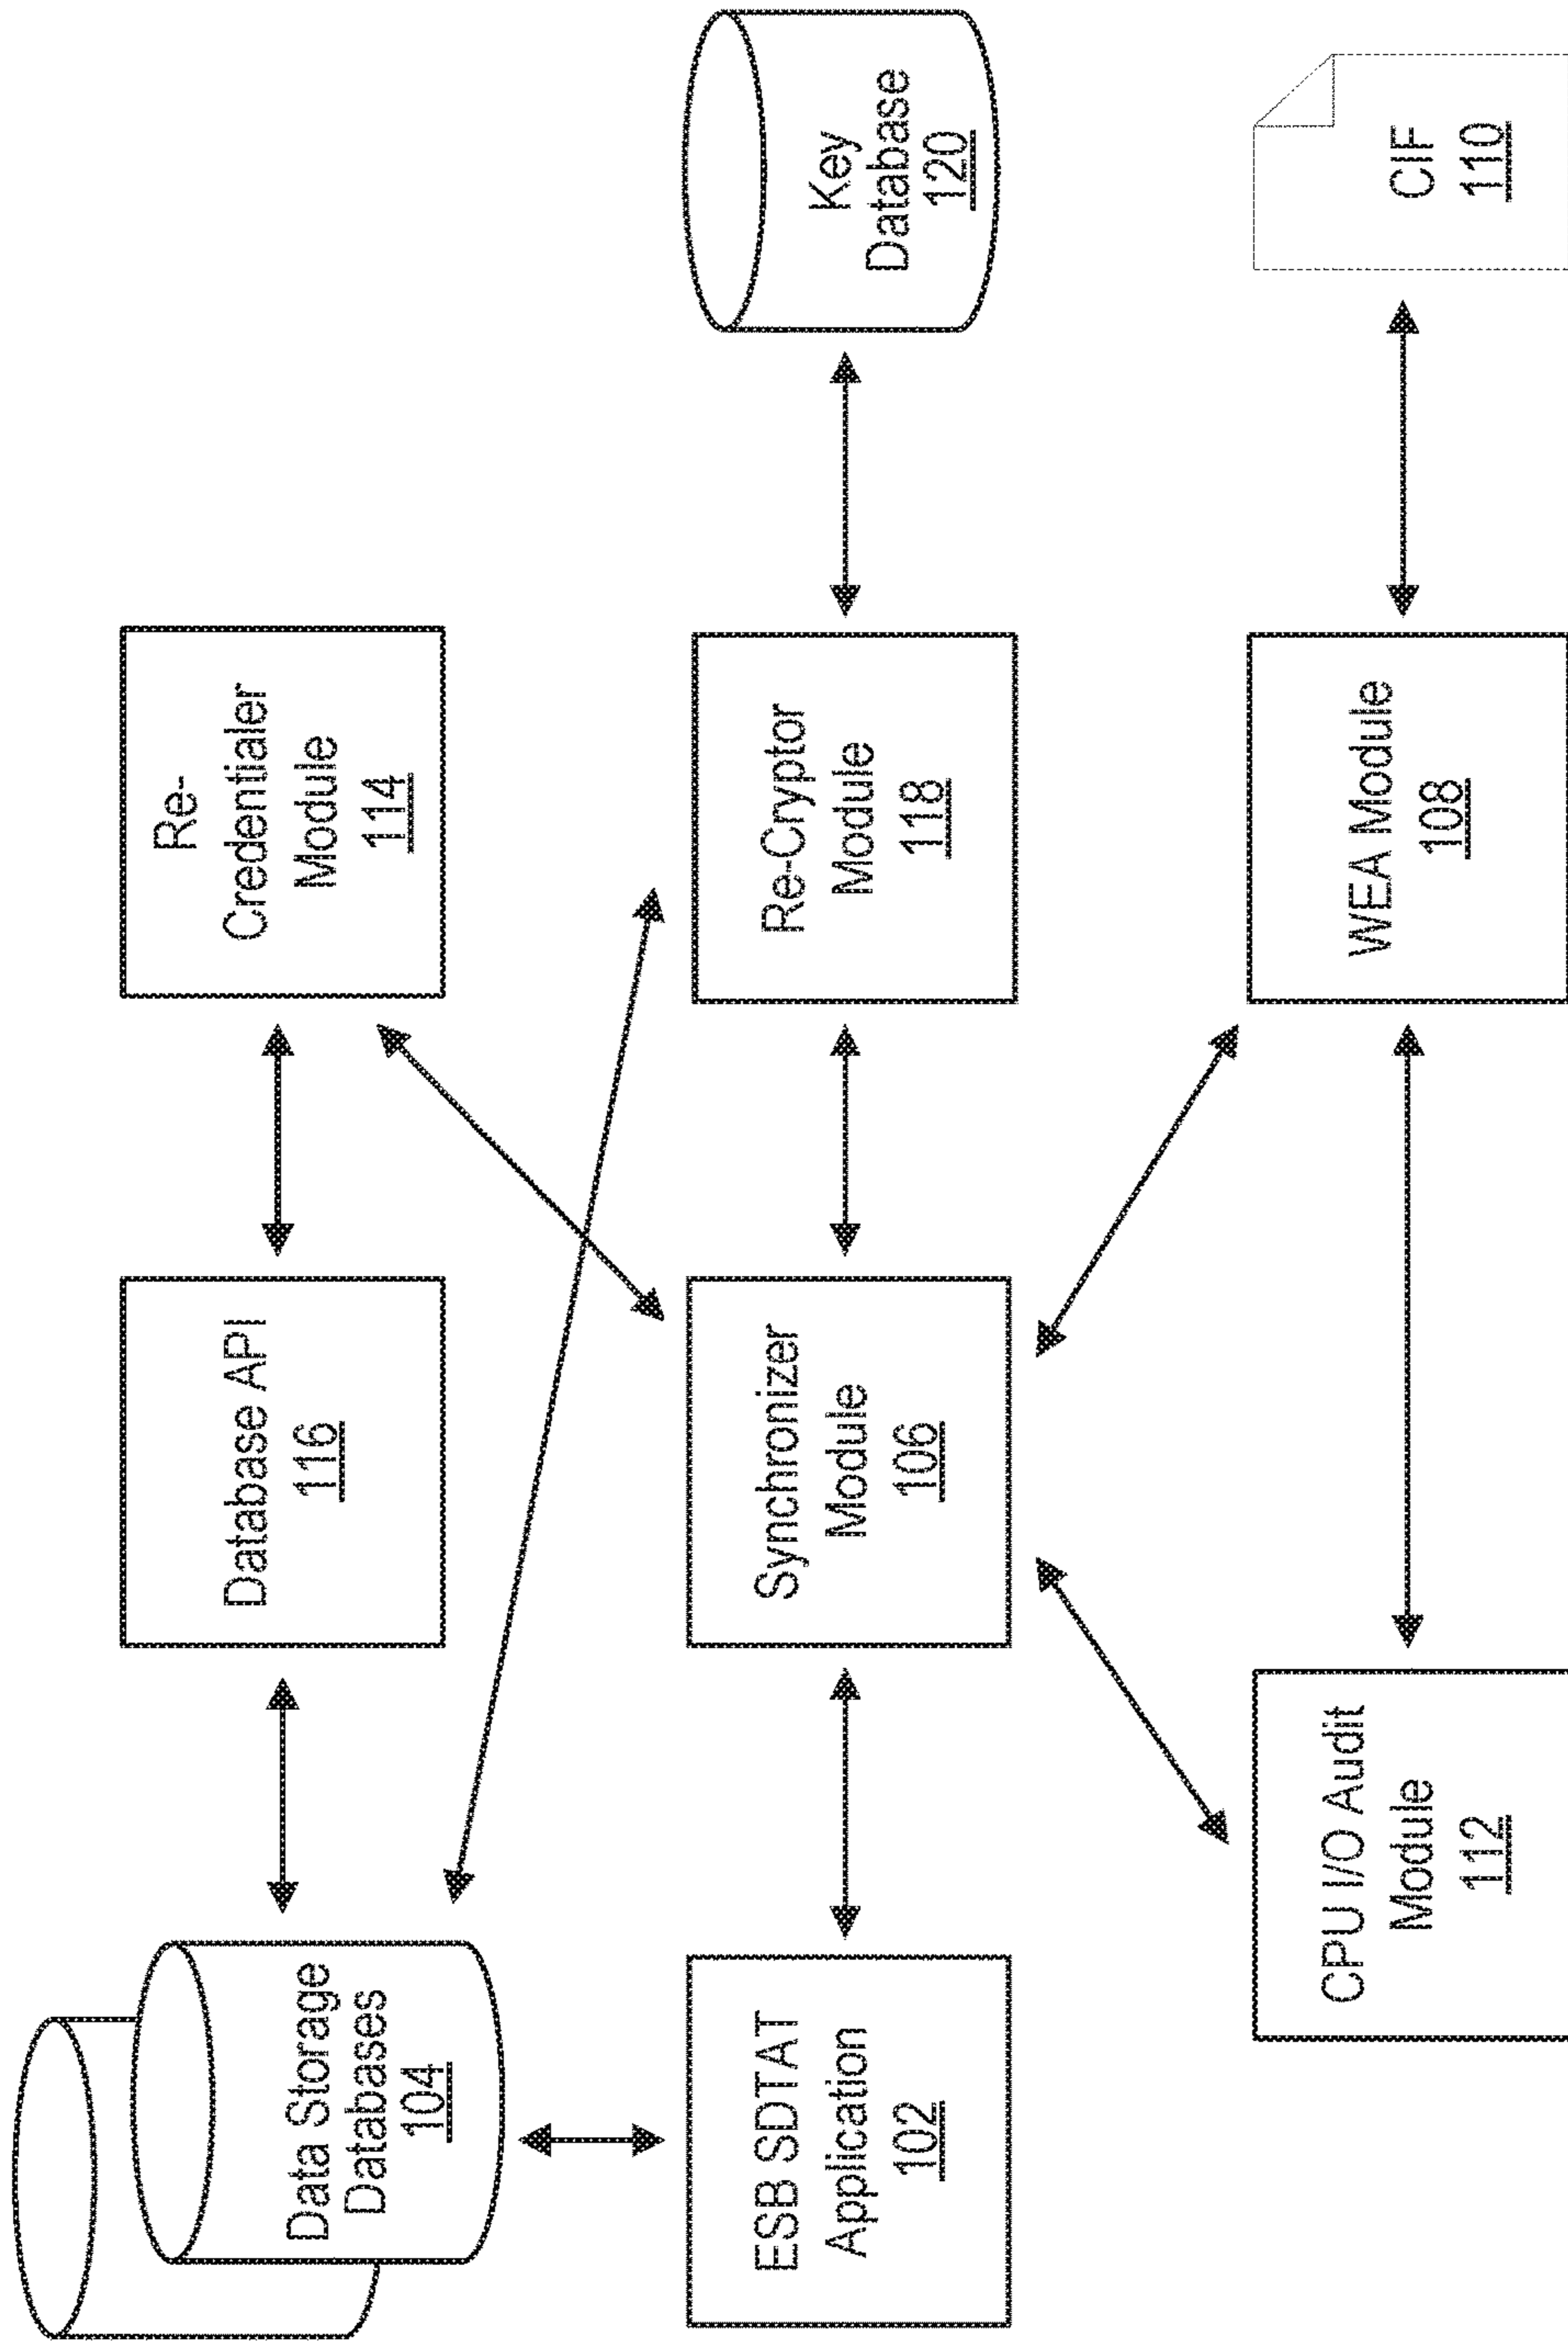 Data Storage
Databases
104
Database API
116
Re-
Credentialer
Module
114
ESB SDTAT
Application
102
Synchronizer
Module
106
Re-Cryptor
Module
118
Key
Database
120
CPU I/O Audit
Module
112
WEA Module
108
CIF
110